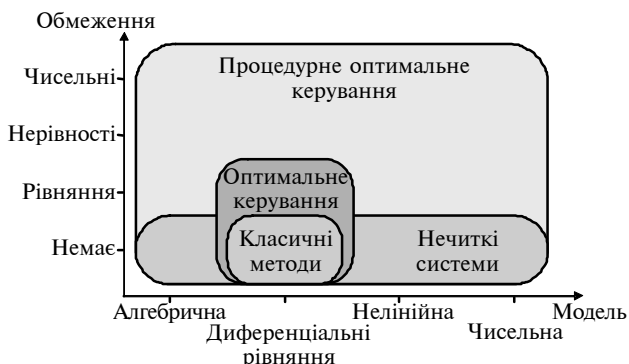 Обмеження
Чисельні
Процедурне оптимальне
керування
Нерівності
Рівняння
Оптимальне
керування
Немає
Класичні
методи
Нечиткі
системи
Алгебрична
Диференціальні
рівняння
Нелінійна
Чисельна
Модель